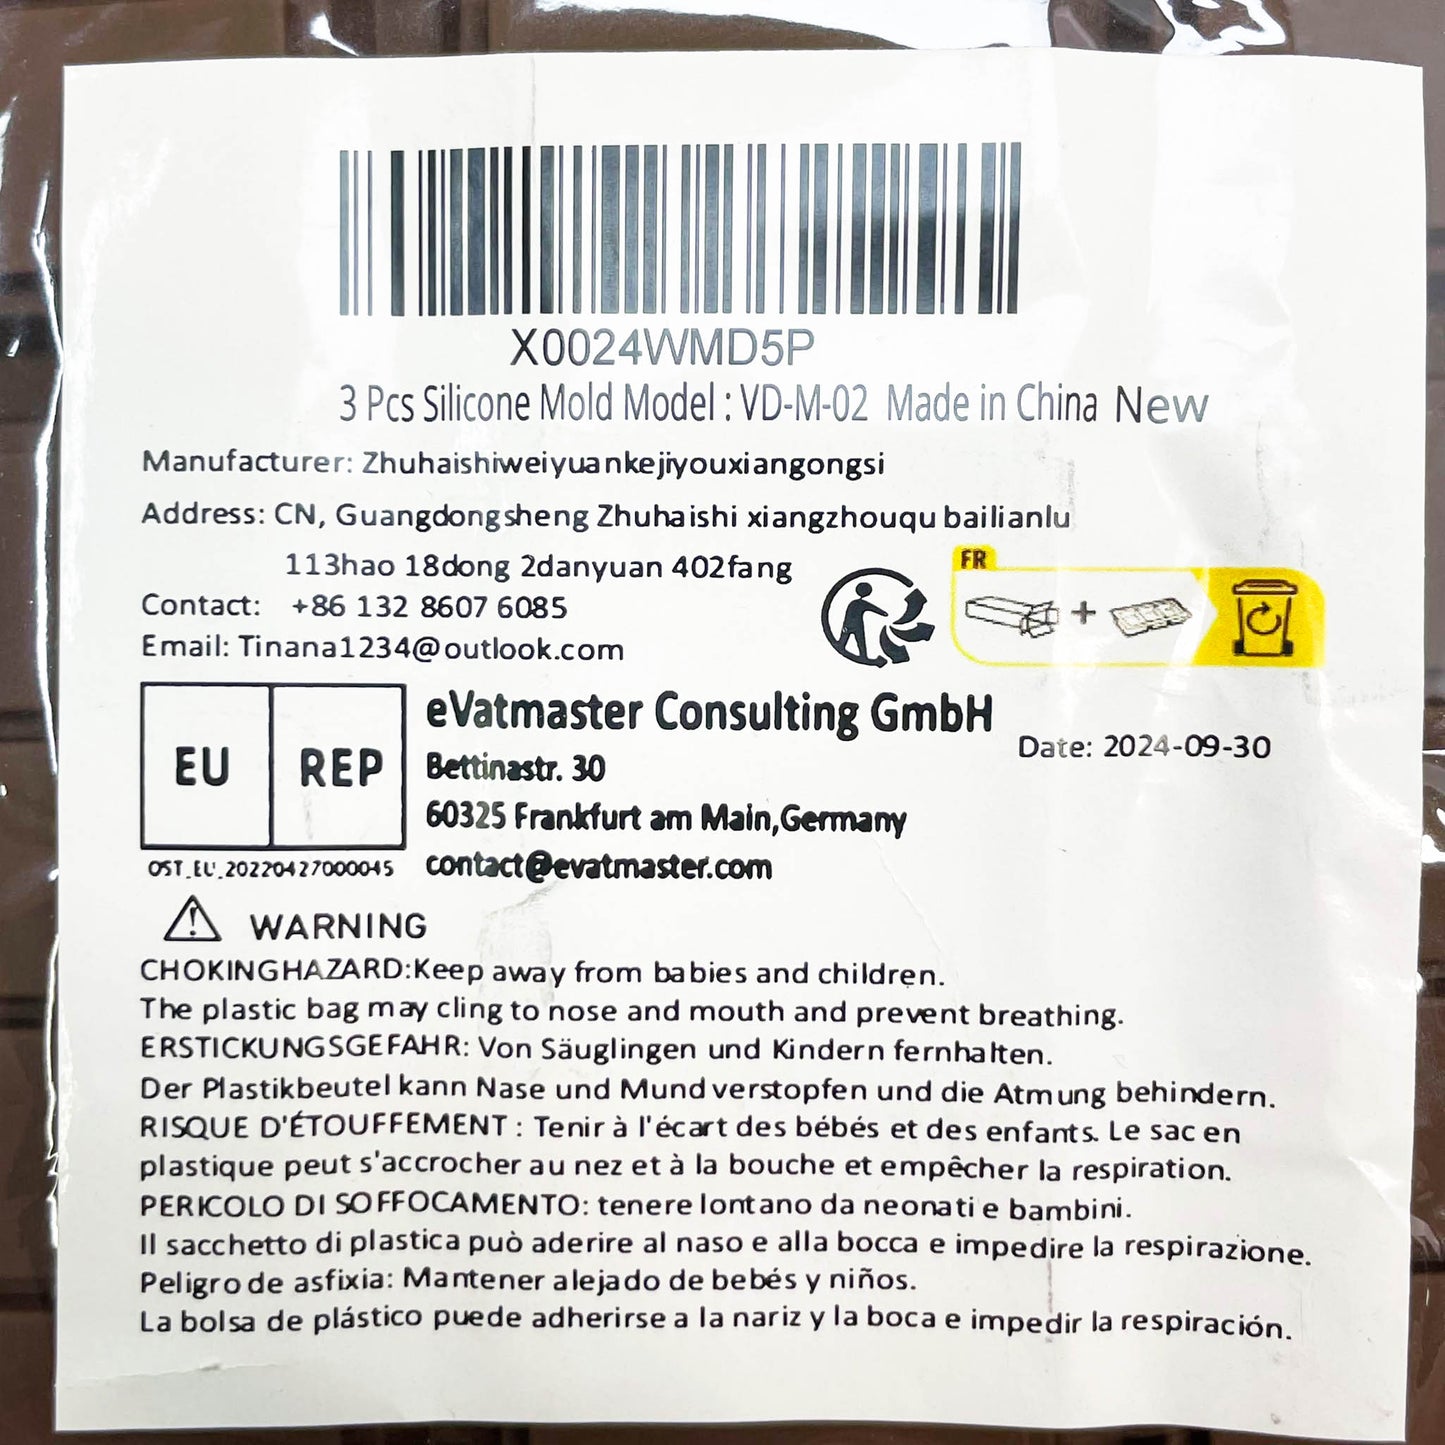 X0024WMD5P
3 Pcs Silicone Mold Model : VD-M-02 Made in China New
Manufacturer: Zhuhaishiweiyuankejiyouxiangongsi
Address: CN, Guangdongsheng Zhuhaishi xiangzhouqu bailianlu
113hao 18dong 2danyuan 402fang
Contact: +86 132 8607 6085
Email: Tinana1234@outlook.com
FR
+
EU REP
OST_EU_20220427000045
eVatmaster Consulting GmbH
Bettinastr. 30
60325 Frankfurt am Main,Germany
contact@evatmaster.com
Date: 2024-09-30
WARNING
CHOKINGHAZARD:Keep away from babies and children.
The plastic bag may cling to nose and mouth and prevent breathing.
ERSTICKUNGSGEFAHR: Von Säuglingen und Kindern fernhalten.
Der Plastikbeutel kann Nase und Mund verstopfen und die Atmung behindern.
RISQUE D'ÉTOUFFEMENT : Tenir à l'écart des bébés et des enfants. Le sac en
plastique peut s'accrocher au nez et à la bouche et empêcher la respiration.
PERICOLO DI SOFFOCAMENTO: tenere lontano da neonati e bambini.
Il sacchetto di plastica può aderire al naso e alla bocca e impedire la respirazione.
Peligro de asfixia: Mantener alejado de bebés y niños.
La bolsa de plástico puede adherirse a la nariz y la boca e impedir la respiración.